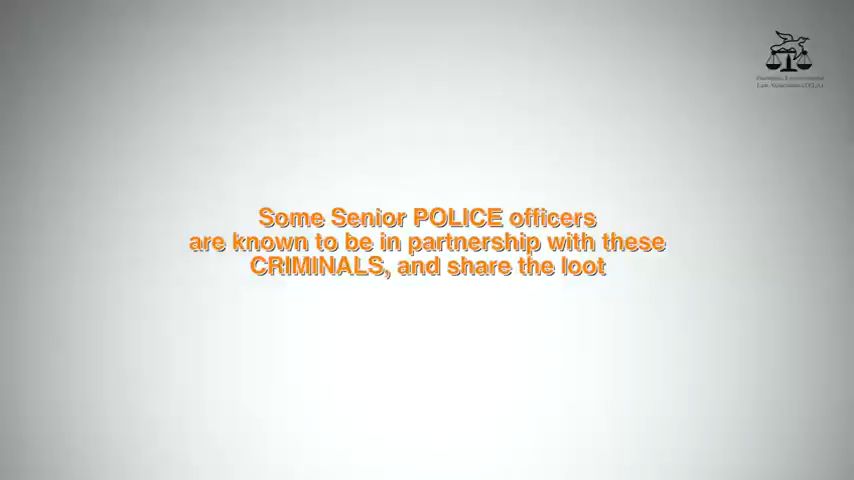 Some Senior POLICE officers
are known to be in partnership with these
CRIMINALS, and share the loot